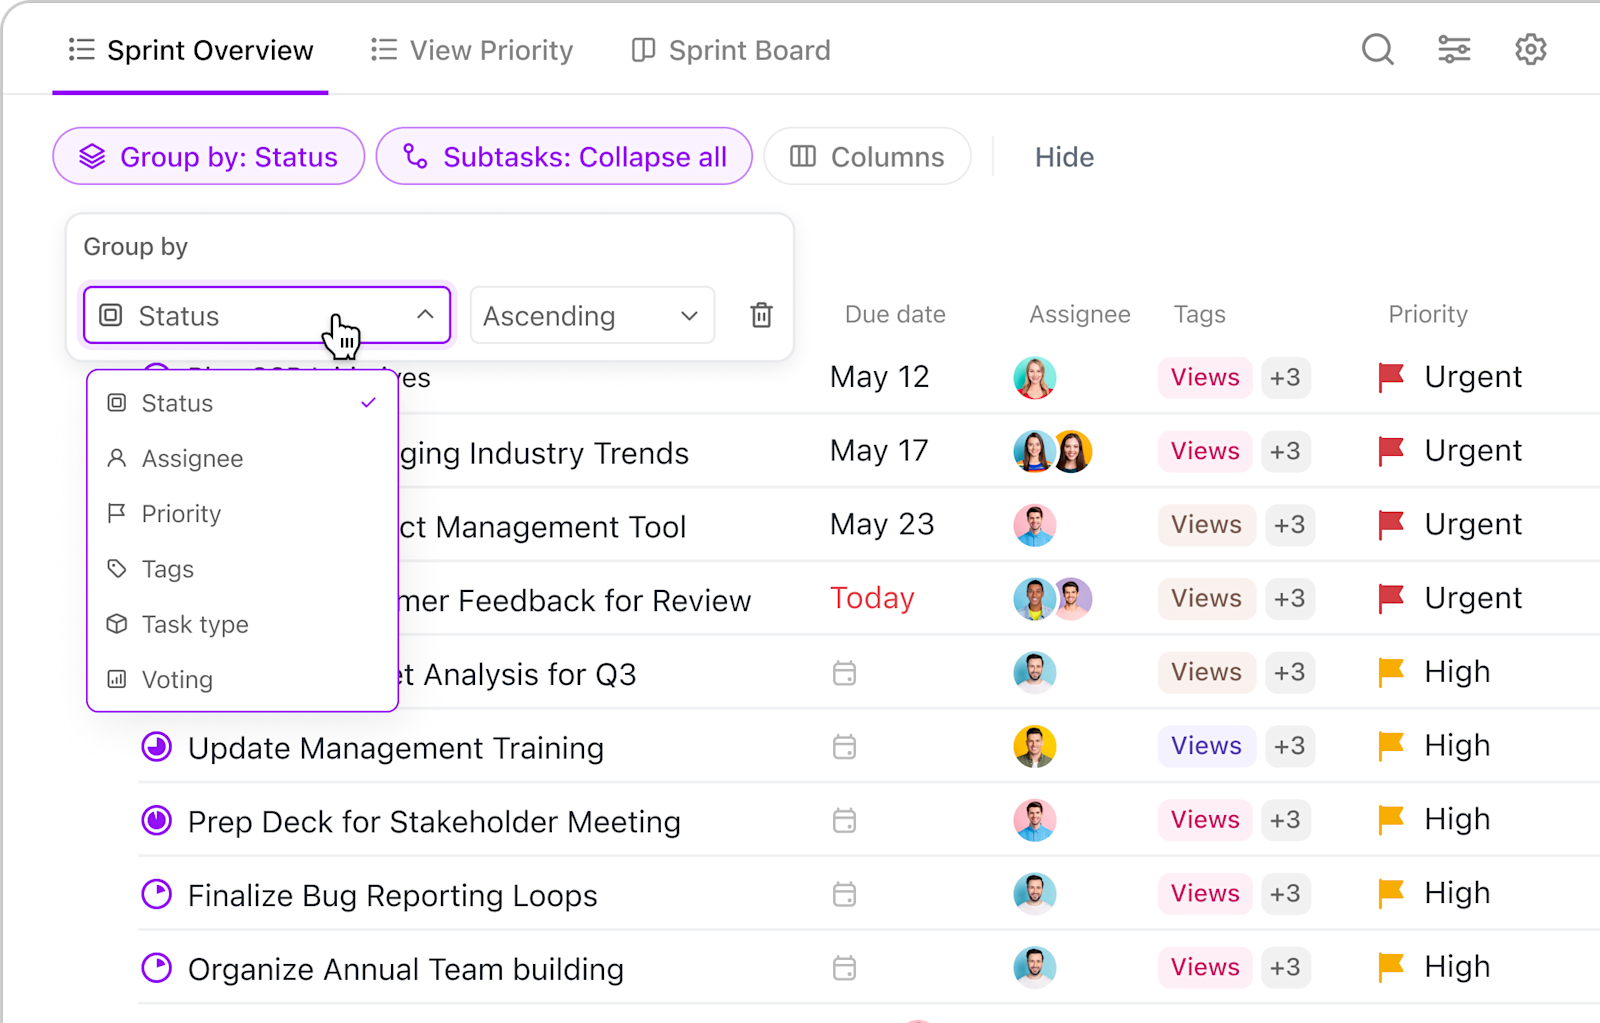 Sprint Overview View Priority Sprint Board
Group by: Status Subtasks: Collapse all Columns Hide
Group by
Status Ascending
Due date Assignee Tags Priority
May 12 Views +3 Urgent
Status
ging Industry Trends May 17 Views +3 Urgent
Assignee
Priority
ct Management Tool May 23 Views +3 Urgent
Tags
mer Feedback for Review Today Views +3 Urgent
Task type
et Analysis for Q3 Views +3 High
Voting
Update Management Training Views +3 High
Prep Deck for Stakeholder Meeting Views +3 High
Finalize Bug Reporting Loops Views +3 High
Organize Annual Team building Views +3 High